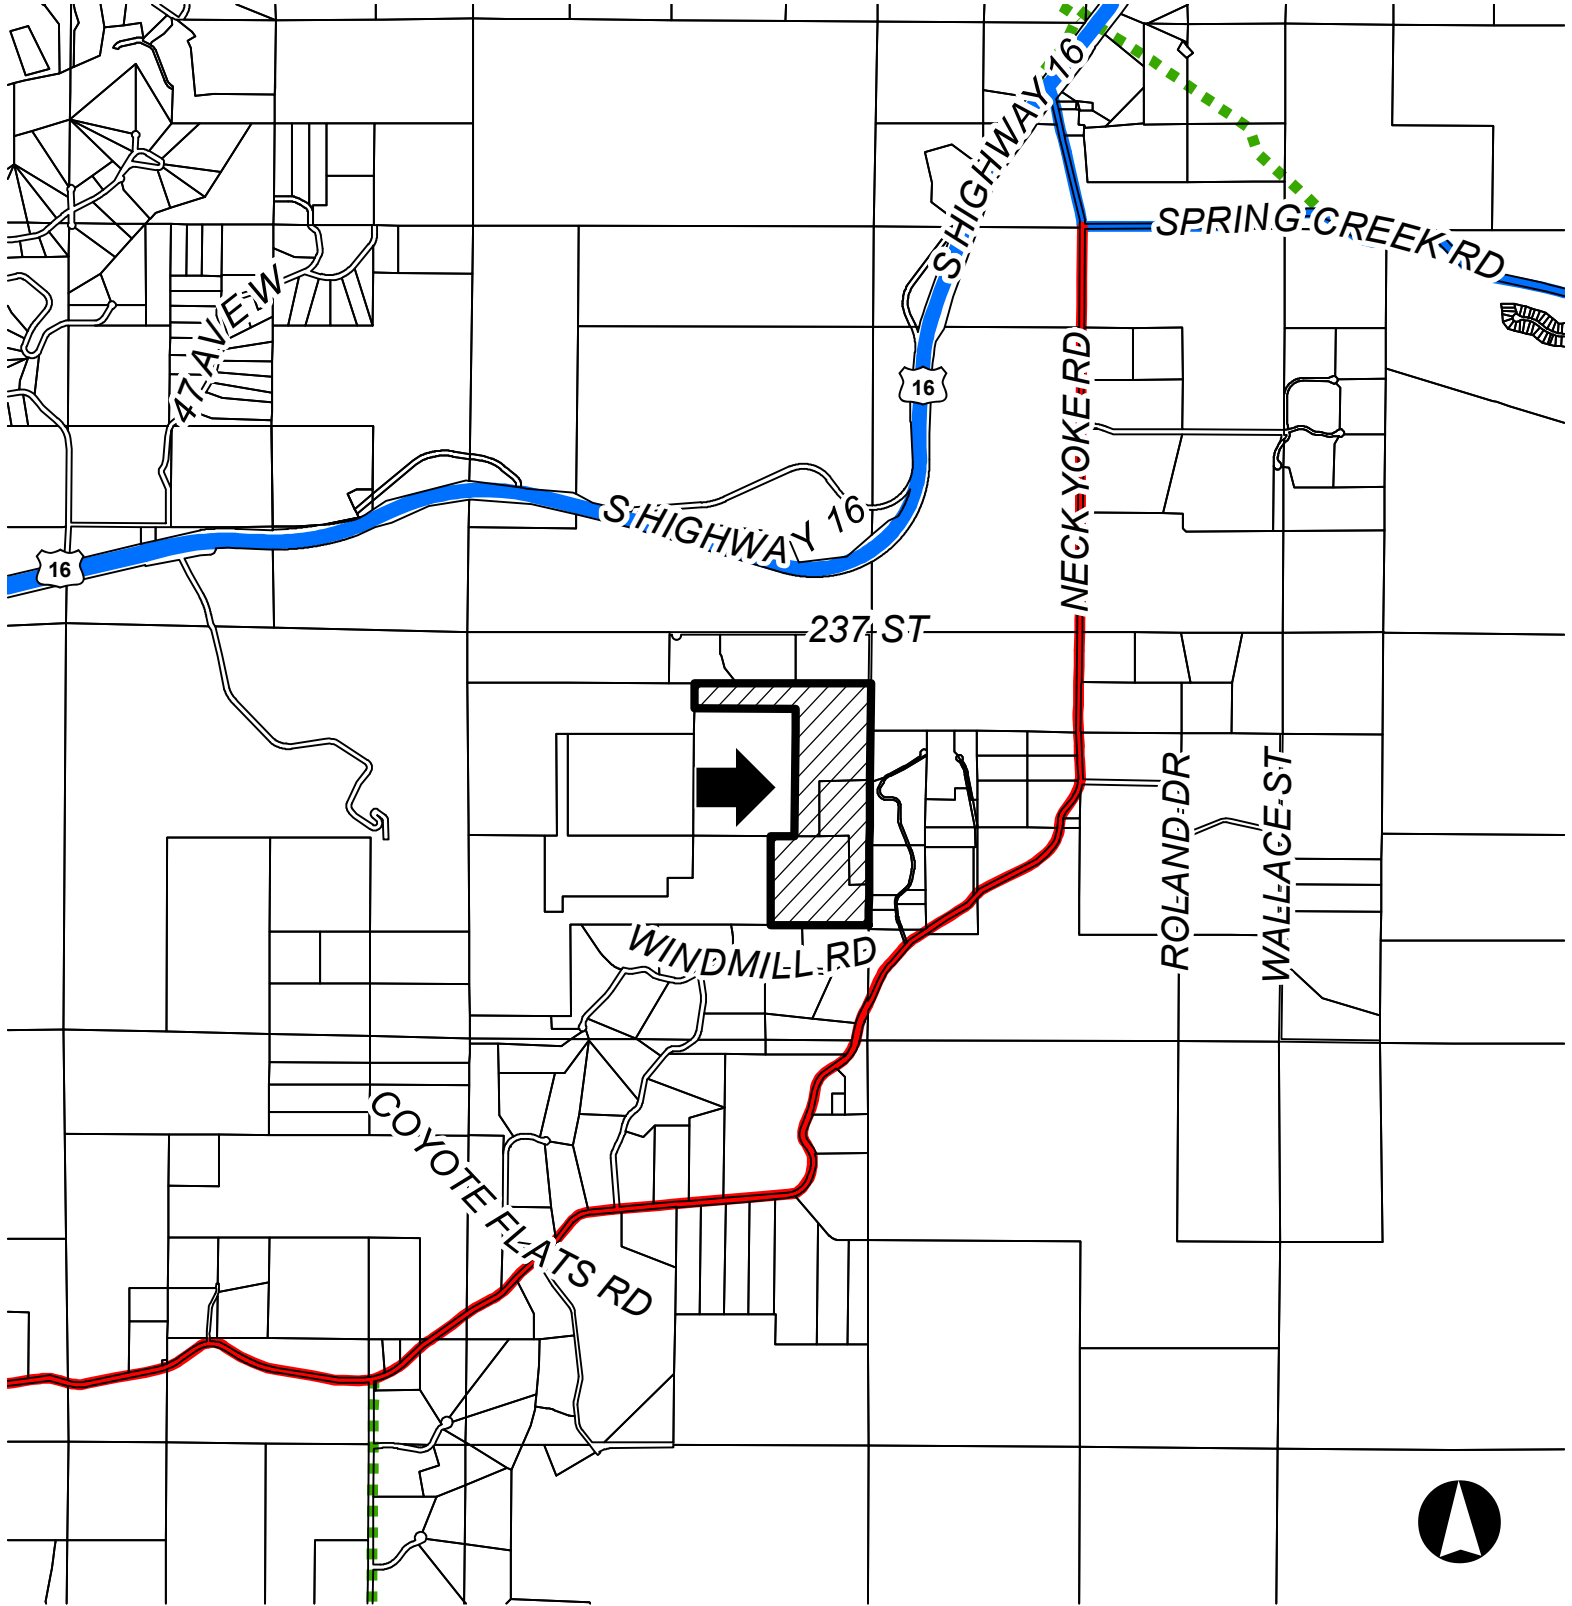 S HIGHWAY 16
SPRING CREEK RD
47 AVE W
16
NECK YOKE RD
S HIGHWAY 16
16
237 ST
ROLAND DR
WALLACE ST
WINDMILL RD
COYOTE FLATS RD